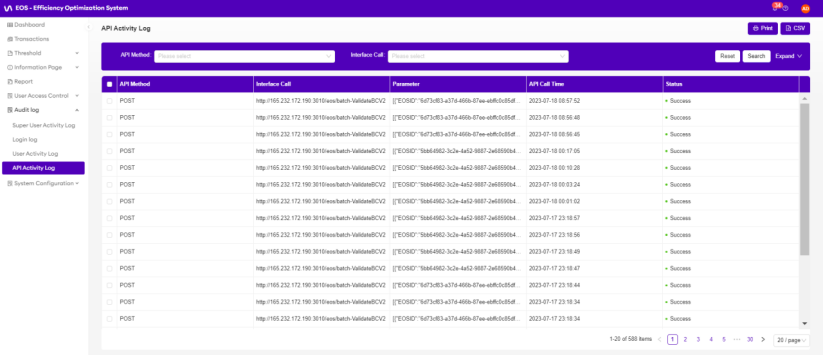 EOS - Efficiency Optimization System
34
AD
Dashboard
Transactions
Threshold
Information Page
Report
User Access Control
Audit log
Super User Activity Log
Login log
User Activity Log
API Activity Log
System Configuration
API Activity Log
Print
CSV
API Method: Please select
Interface Call: Please select
Reset
Search
Expand
API Method Interface Call Parameter API Call Time Status
POST http://165.232.172.190:3010/eos/batch-ValidateBCV2 [{"EOSID":"6d73cf83-a37d-466b-87ee-ebffc0c85df... 2023-07-18 08:57:52 Success
POST http://165.232.172.190:3010/eos/batch-ValidateBCV2 [{"EOSID":"6d73cf83-a37d-466b-87ee-ebffc0c85df... 2023-07-18 08:56:48 Success
POST http://165.232.172.190:3010/eos/batch-ValidateBCV2 [{"EOSID":"6d73cf83-a37d-466b-87ee-ebffc0c85df... 2023-07-18 08:56:45 Success
POST http://165.232.172.190:3010/eos/batch-ValidateBCV2 [{"EOSID":"5bb64982-3c2e-4a52-9887-2e68590b4... 2023-07-18 00:17:05 Success
POST http://165.232.172.190:3010/eos/batch-ValidateBCV2 [{"EOSID":"5bb64982-3c2e-4a52-9887-2e68590b4... 2023-07-18 00:10:28 Success
POST http://165.232.172.190:3010/eos/batch-ValidateBCV2 [{"EOSID":"5bb64982-3c2e-4a52-9887-2e68590b4... 2023-07-18 00:03:24 Success
POST http://165.232.172.190:3010/eos/batch-ValidateBCV2 [{"EOSID":"5bb64982-3c2e-4a52-9887-2e68590b4... 2023-07-18 00:01:02 Success
POST http://165.232.172.190:3010/eos/batch-ValidateBCV2 [{"EOSID":"5bb64982-3c2e-4a52-9887-2e68590b4... 2023-07-17 23:18:57 Success
POST http://165.232.172.190:3010/eos/batch-ValidateBCV2 [{"EOSID":"5bb64982-3c2e-4a52-9887-2e68590b4... 2023-07-17 23:18:56 Success
POST http://165.232.172.190:3010/eos/batch-ValidateBCV2 [{"EOSID":"5bb64982-3c2e-4a52-9887-2e68590b4... 2023-07-17 23:18:49 Success
POST http://165.232.172.190:3010/eos/batch-ValidateBCV2 [{"EOSID":"5bb64982-3c2e-4a52-9887-2e68590b4... 2023-07-17 23:18:47 Success
POST http://165.232.172.190:3010/eos/batch-ValidateBCV2 [{"EOSID":"6d73cf83-a37d-466b-87ee-ebffc0c85df... 2023-07-17 23:18:44 Success
POST http://165.232.172.190:3010/eos/batch-ValidateBCV2 [{"EOSID":"6d73cf83-a37d-466b-87ee-ebffc0c85df... 2023-07-17 23:18:34 Success
POST http://165.232.172.190:3010/eos/batch-ValidateBCV2 [{"EOSID":"6d73cf83-a37d-466b-87ee-ebffc0c85df... 2023-07-17 23:18:34 Success
1-20 of 588 items < 1 2 3 4 5 ••• 30 > 20 / page